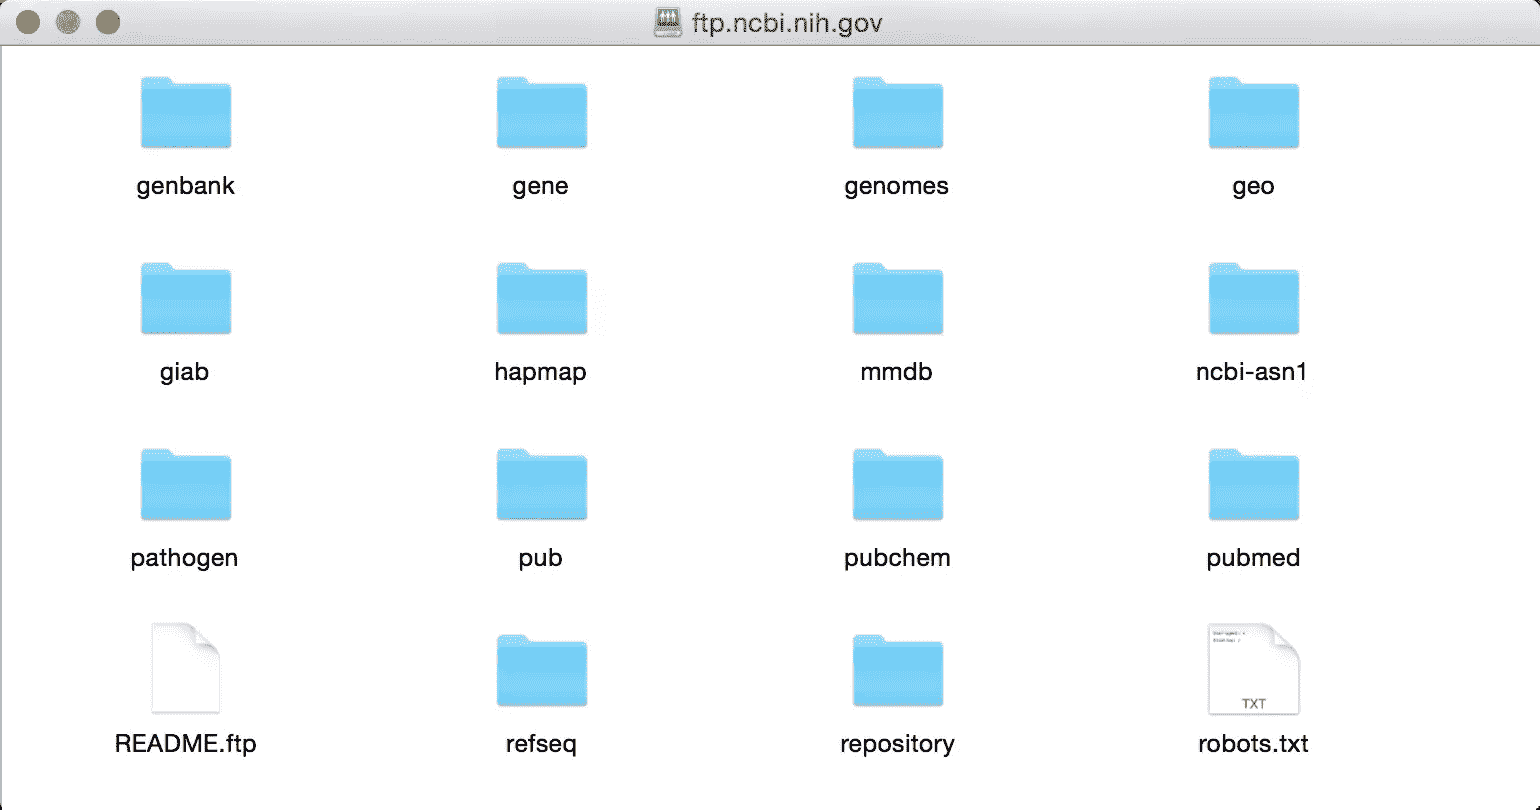 ftp.ncbi.nih.gov
genbank gene genomes geo
giab hapmap mmdb ncbi-asn1
pathogen pub pubchem pubmed
TXT
README.ftp refseq repository robots.txt